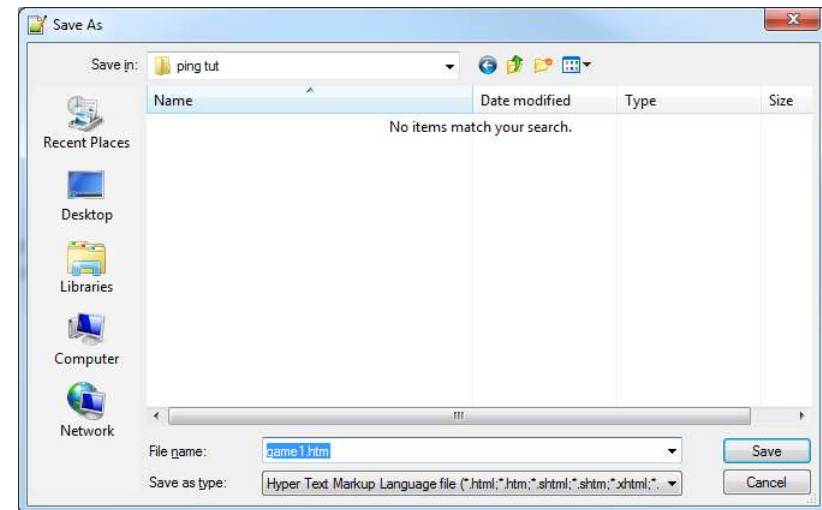 Save As
Save in: ping tut
Name Date modified Type Size
No items match your search.
Recent Places
Desktop
Libraries
Computer
Network
File name: game1.htm Save
Save as type: Hyper Text Markup Language file (*.html;*.htm;*.shtml;*.shtm;*.xhtml;*. Cancel